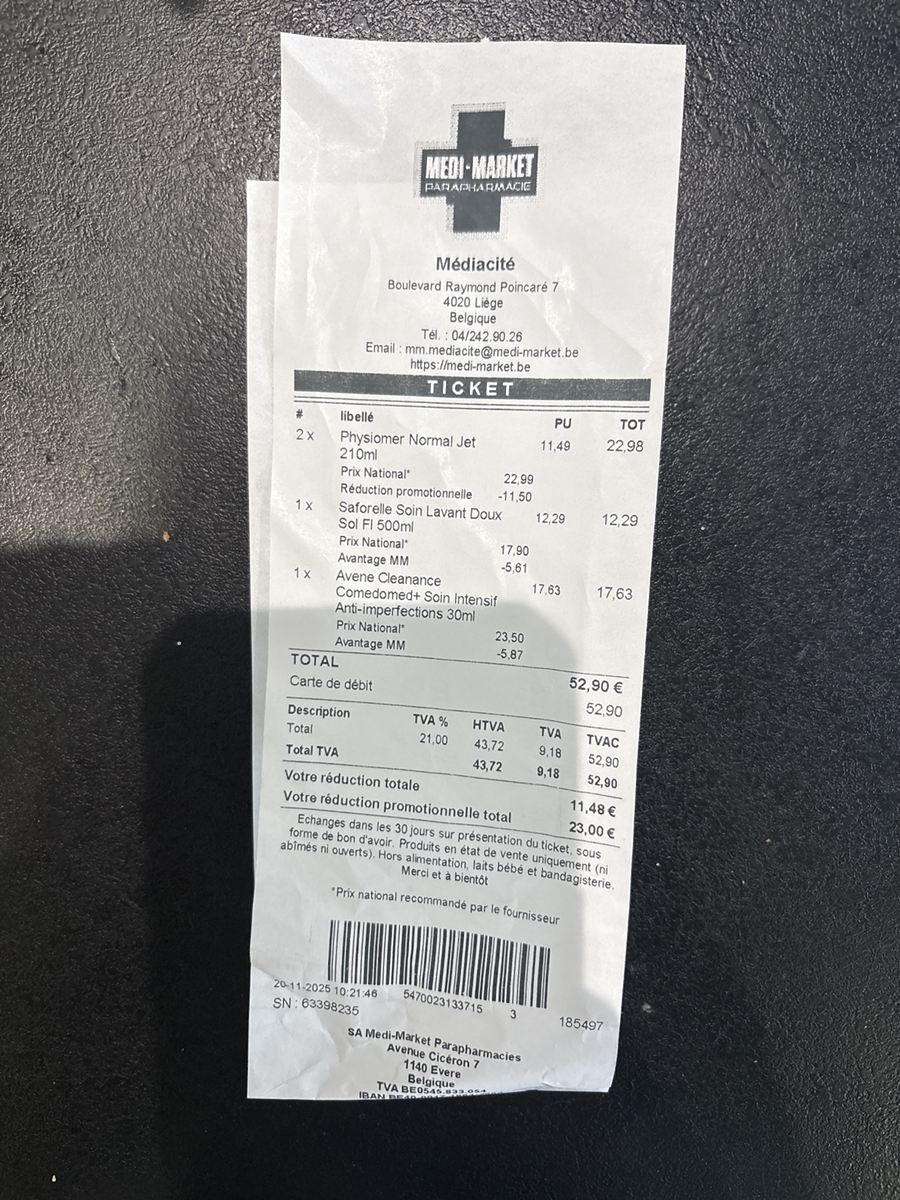 MEDI-MARKET
PARAPHARMACIE
Médiacité
Boulevard Raymond Poincaré 7
4020 Liège
Belgique
Tél. : 04/242.90.26
Email : mm.mediacite@medi-market.be
https://medi-market.be
TICKET
# libellé PU TOT
2 x Physiomer Normal Jet 11,49 22,98
210ml
Prix National* 22,99
Réduction promotionnelle -11,50
1 x Saforelle Soin Lavant Doux 12,29 12,29
Sol Fl 500ml
Prix National* 17,90
Avantage MM -5,61
1 x Avene Cleanance 17,63 17,63
Comedomed+ Soin Intensif
Anti-imperfections 30ml
Prix National* 23,50
Avantage MM -5,87
TOTAL 52,90 €
Carte de débit 52,90
Description TVA % HTVA TVA TVAC
Total 21,00 43,72 9,18 52,90
Total TVA 43,72 9,18 52,90
Votre réduction totale 11,48 €
Votre réduction promotionnelle total 23,00 €
Echanges dans les 30 jours sur présentation du ticket, sous
forme de bon d'avoir. Produits en état de vente uniquement (ni
abîmés ni ouverts). Hors alimentation, laits bébé et bandagisterie.
Merci et à bientôt
*Prix national recommandé par le fournisseur
20-11-2025 10:21:46 5470023133715 3 185497
SN : 63398235
SA Medi-Market Parapharmacies
Avenue Cicéron 7
1140 Evere
Belgique
TVA BE0545.833.054
IBAN